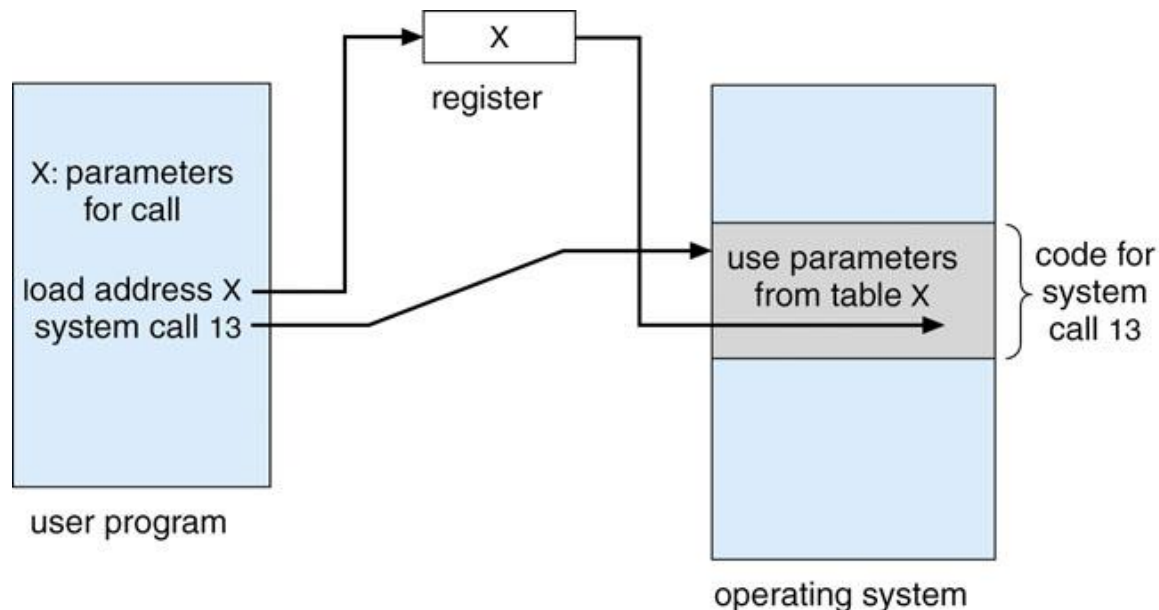 X
register
X: parameters
for call
load address X
system call 13
use parameters
from table X
code for
system
call 13
user program
operating system